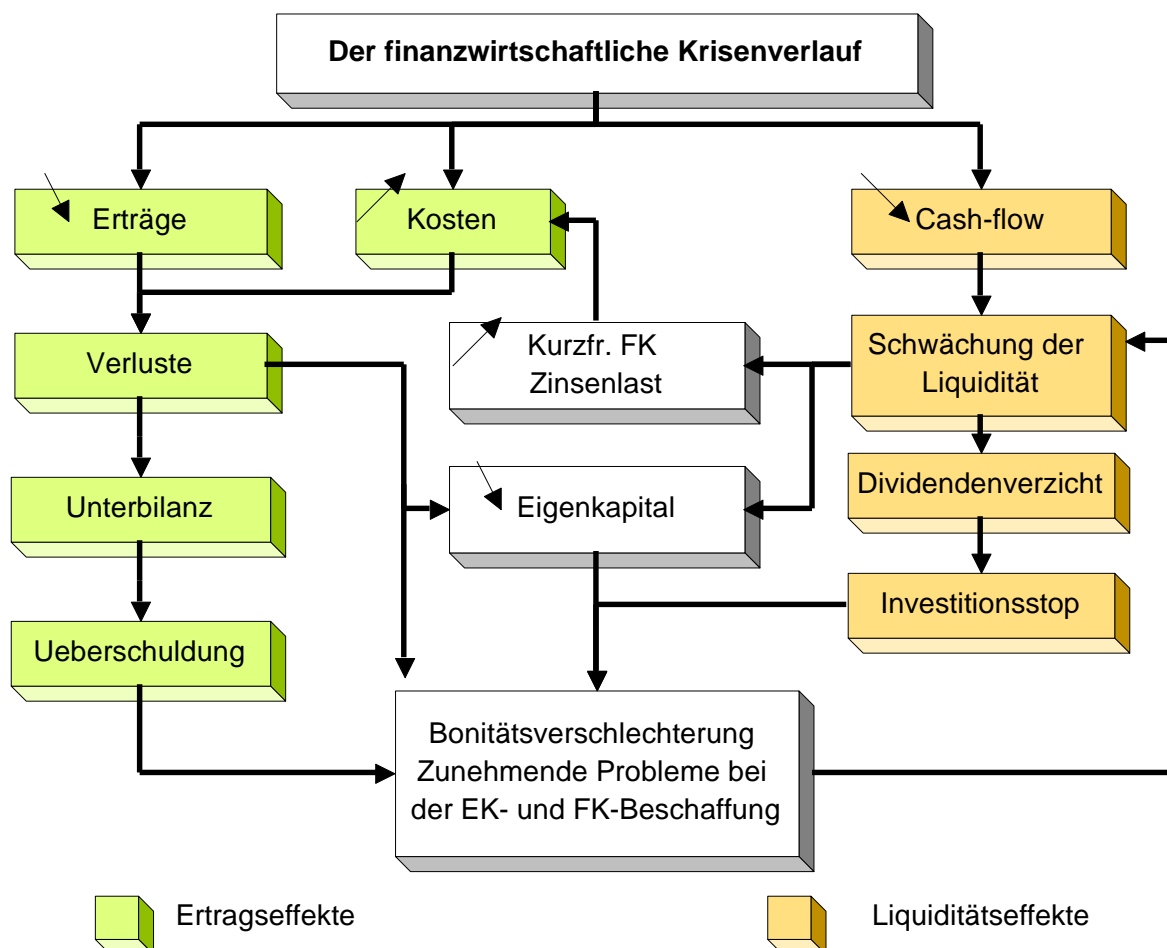 Der finanzwirtschaftliche Krisenverlauf
Erträge
Kosten
Cash-flow
Verluste
Kurzfr. FK
Zinsenlast
Schwächung der
Liquidität
Unterbilanz
Eigenkapital
Dividendenverzicht
Investitionsstop
Ueberschuldung
Bonitätsverschlechterung
Zunehmende Probleme bei
der EK- und FK-Beschaffung
Ertragseffekte
Liquiditätseffekte